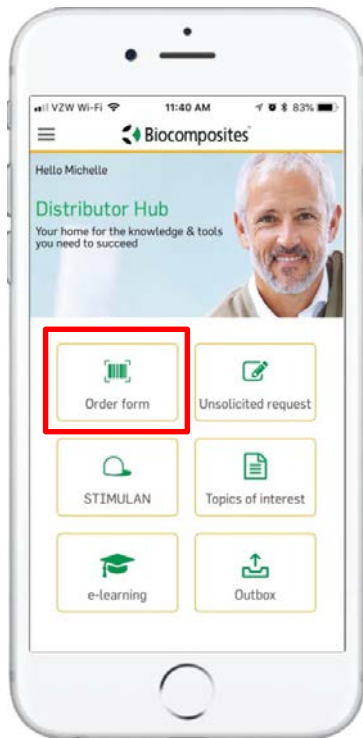 VZW Wi-Fi 11:40 AM 83%
Biocomposites
Hello Michelle
Distributor Hub
Your home for the knowledge & tools
you need to succeed
Order form Unsolicited request
STIMULAN Topics of interest
e-learning Outbox